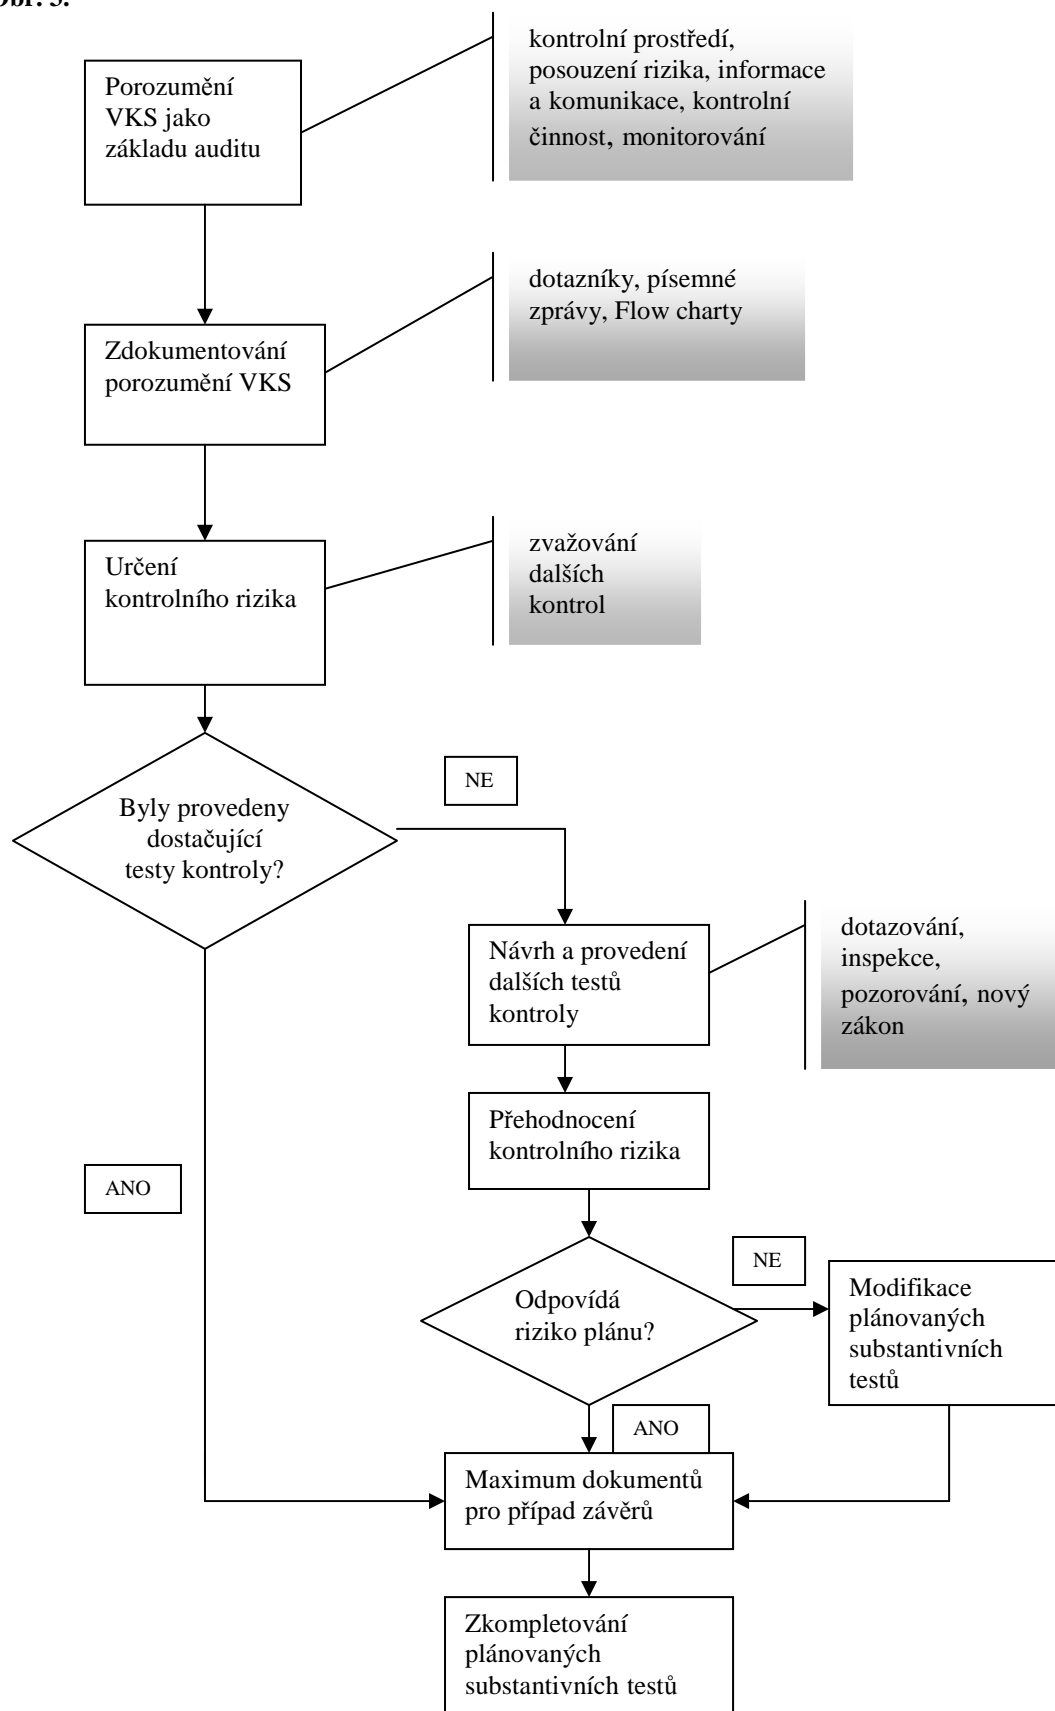 Obr. 3.
Porozumění
VKS jako
základu auditu
kontrolní prostředí,
posouzení rizika, informace
a komunikace, kontrolní
činnost, monitorování
dotazníky, písemné
zprávy, Flow charty
Zdokumentování
porozumění VKS
Určení
kontrolního rizika
zvažování
dalších
kontrol
NE
Byly provedeny
dostačující
testy kontroly?
Návrh a provedení
dalších testů
kontroly
dotazování,
inspekce,
pozorování, nový
zákon
Přehodnocení
kontrolního rizika
ANO
NE
Odpovídá
riziko plánu?
Modifikace
plánovaných
substantivních
testů
ANO
Maximum dokumentů
pro případ závěrů
Zkompletování
plánovaných
substantivních testů